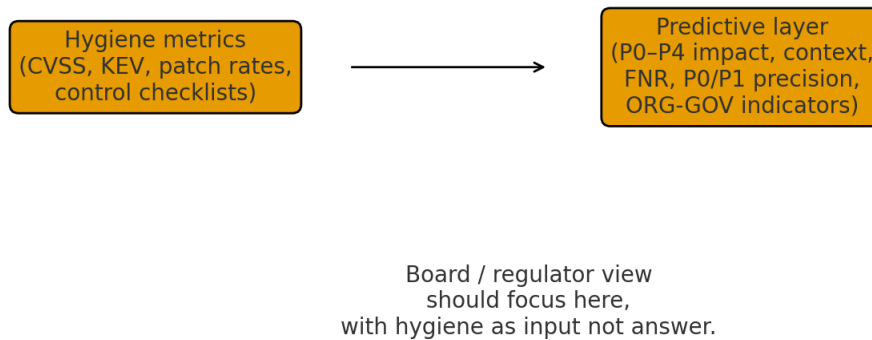 Hygiene metrics
(CVSS, KEV, patch rates,
control checklists)
Predictive layer
(P0–P4 impact, context,
FNR, P0/P1 precision,
ORG-GOV indicators)
Board / regulator view
should focus here,
with hygiene as input not answer.